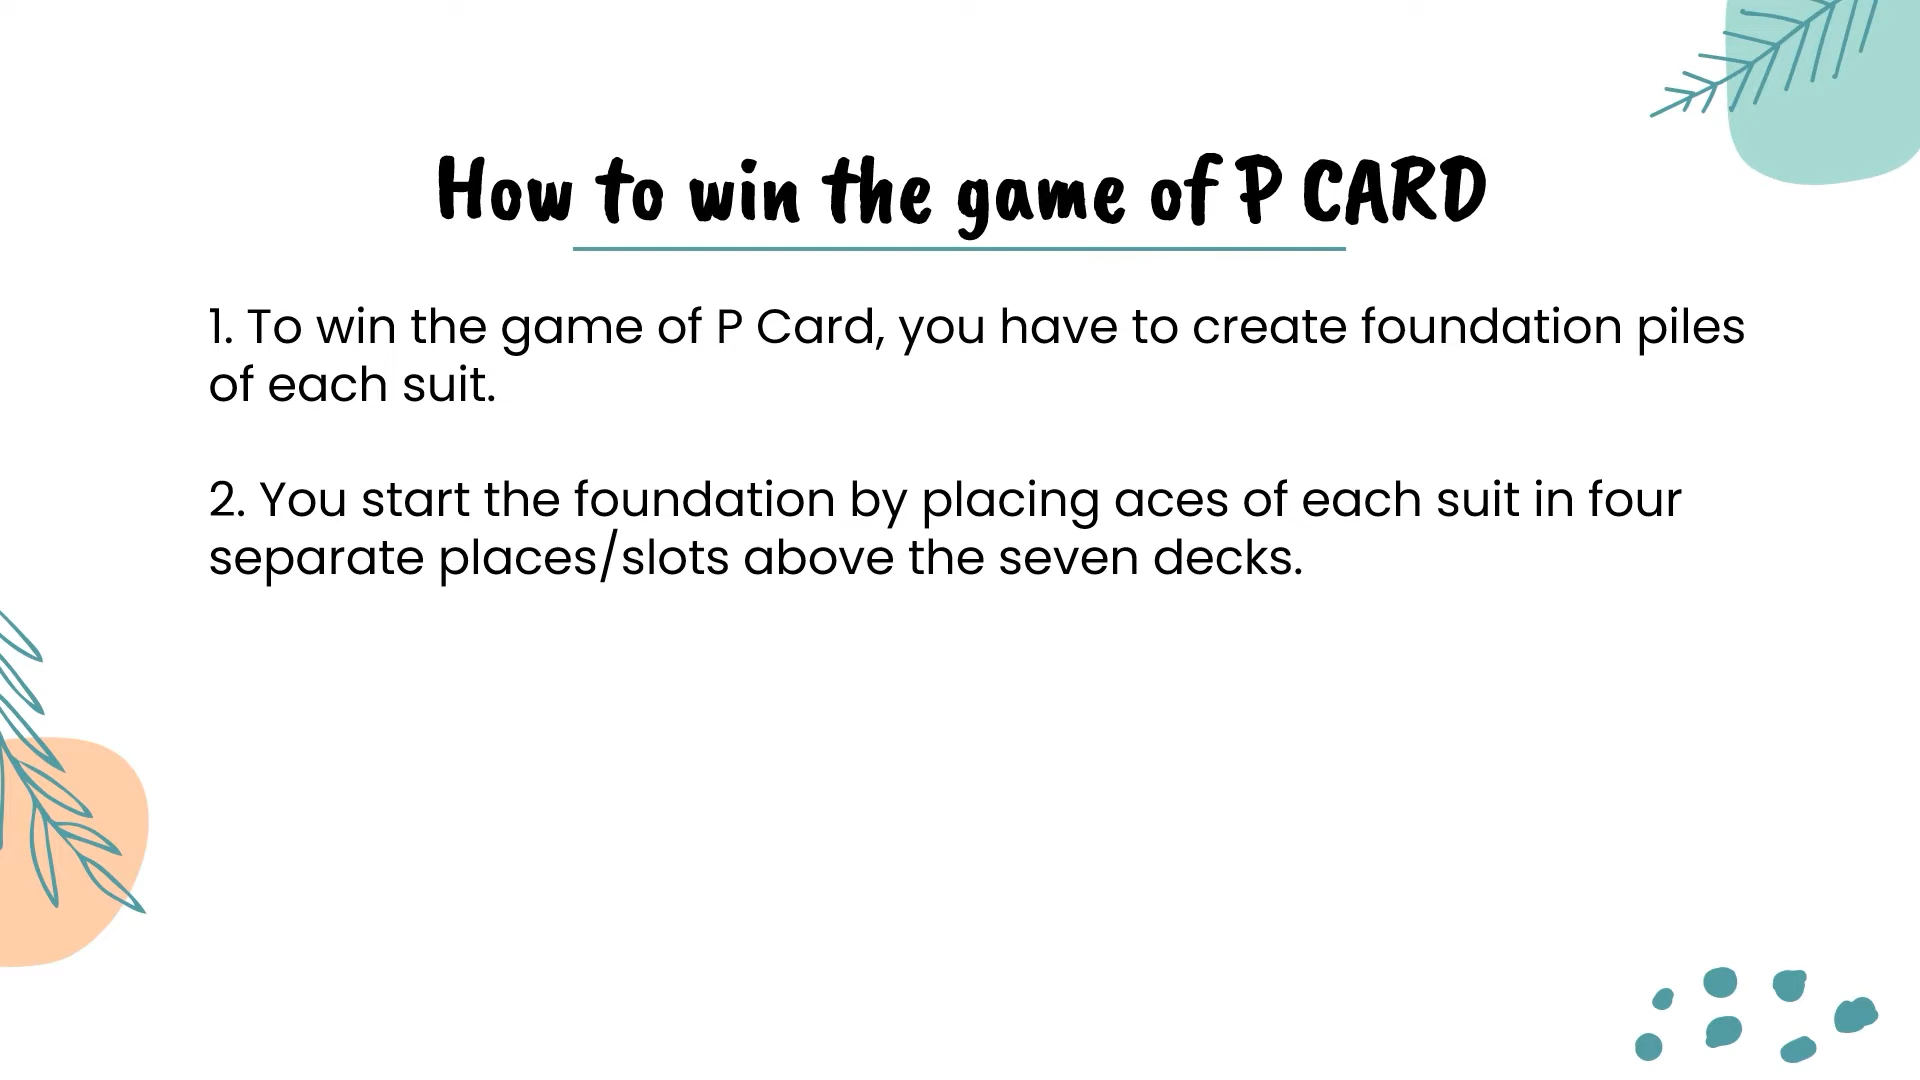 How to win the game of P CARD
1. To win the game of P Card, you have to create foundation piles
of each suit.
2. You start the foundation by placing aces of each suit in four
separate places/slots above the seven decks.